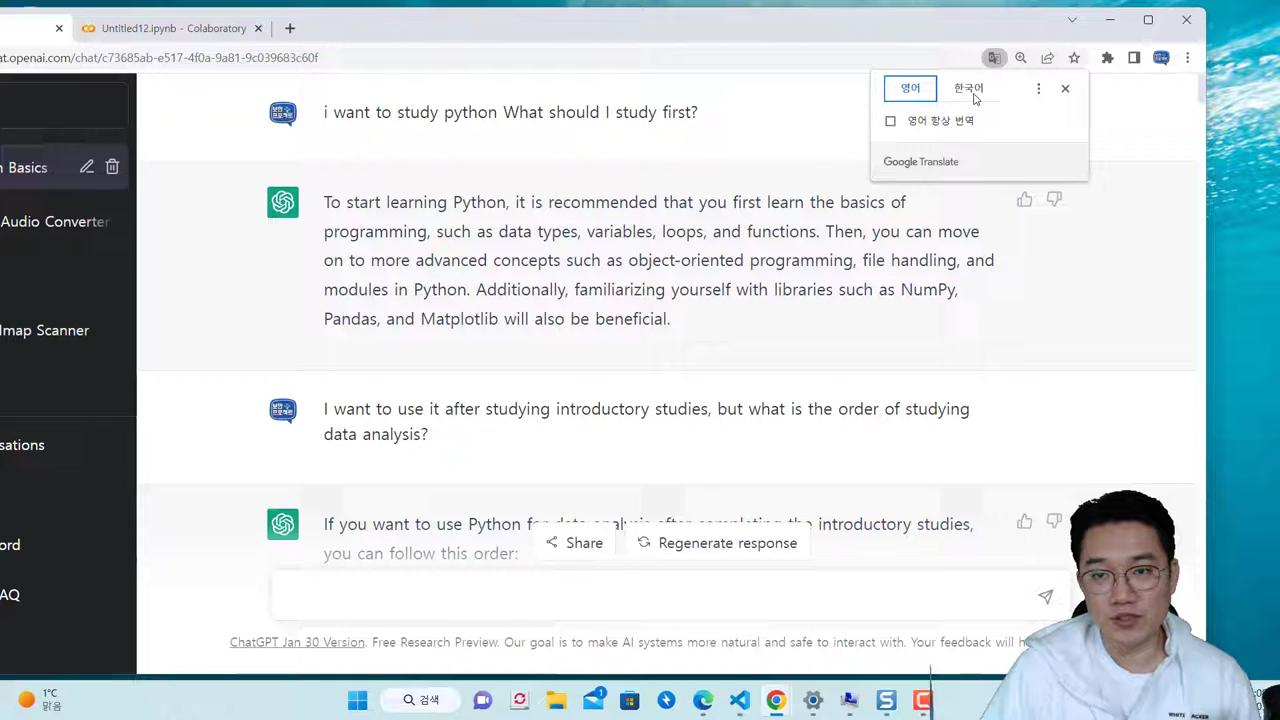 Untitled12.ipynb - Colaboratory
at.openai.com/chat/c73685ab-e517-4f0a-9a81-9c039683c60f
영어 한국어
영어 항상 번역
Google Translate
i want to study python What should I study first?
Basics
Audio Converter
Imap Scanner
sations
ord
AQ
To start learning Python, it is recommended that you first learn the basics of
programming, such as data types, variables, loops, and functions. Then, you can move
on to more advanced concepts such as object-oriented programming, file handling, and
modules in Python. Additionally, familiarizing yourself with libraries such as NumPy,
Pandas, and Matplotlib will also be beneficial.
I want to use it after studying introductory studies, but what is the order of studying
data analysis?
If you want to use Python for data analysis after completing the introductory studies,
you can follow this order:
Share
Regenerate response
ChatGPT Jan 30 Version. Free Research Preview. Our goal is to make AI systems more natural and safe to interact with. Your feedback will
1°C
맑음
검색